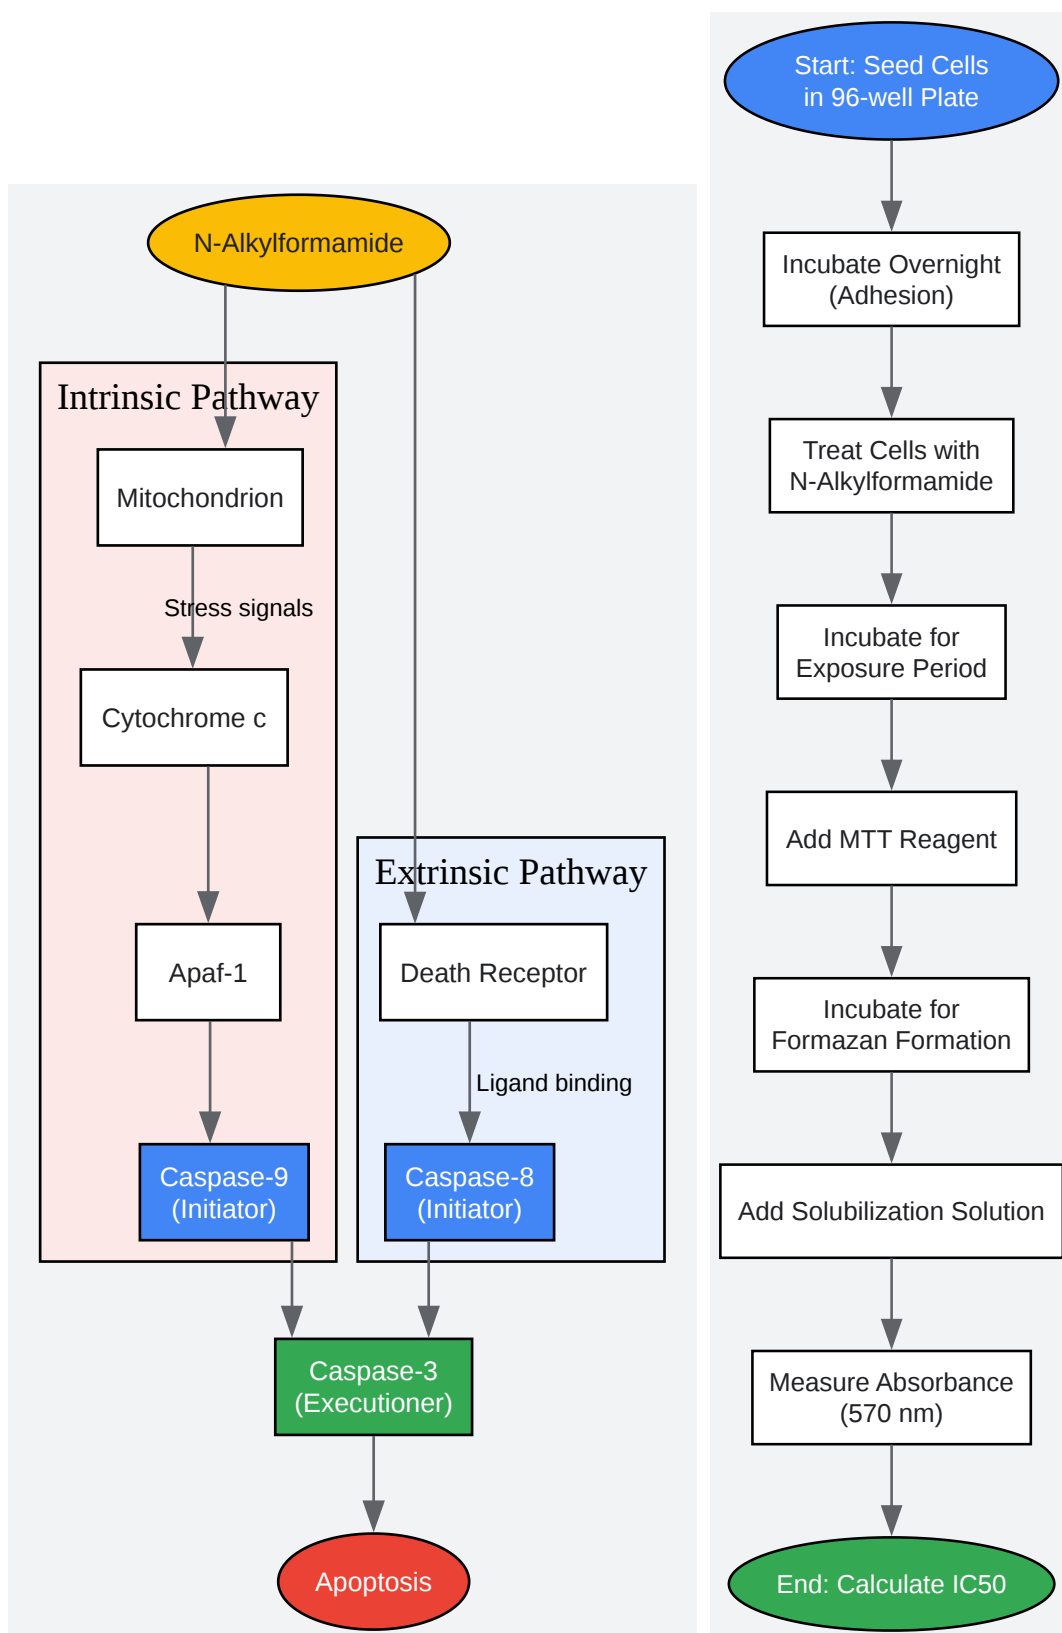 N-Alkylformamide
Intrinsic Pathway
Mitochondrion
Stress signals
Cytochrome c
Apaf-1
Caspase-9
(Initiator)
Extrinsic Pathway
Death Receptor
Ligand binding
Caspase-8
(Initiator)
Caspase-3
(Executioner)
Apoptosis
Start: Seed Cells
in 96-well Plate
Incubate Overnight
(Adhesion)
Treat Cells with
N-Alkylformamide
Incubate for
Exposure Period
Add MTT Reagent
Incubate for
Formazan Formation
Add Solubilization Solution
Measure Absorbance
(570 nm)
End: Calculate IC50